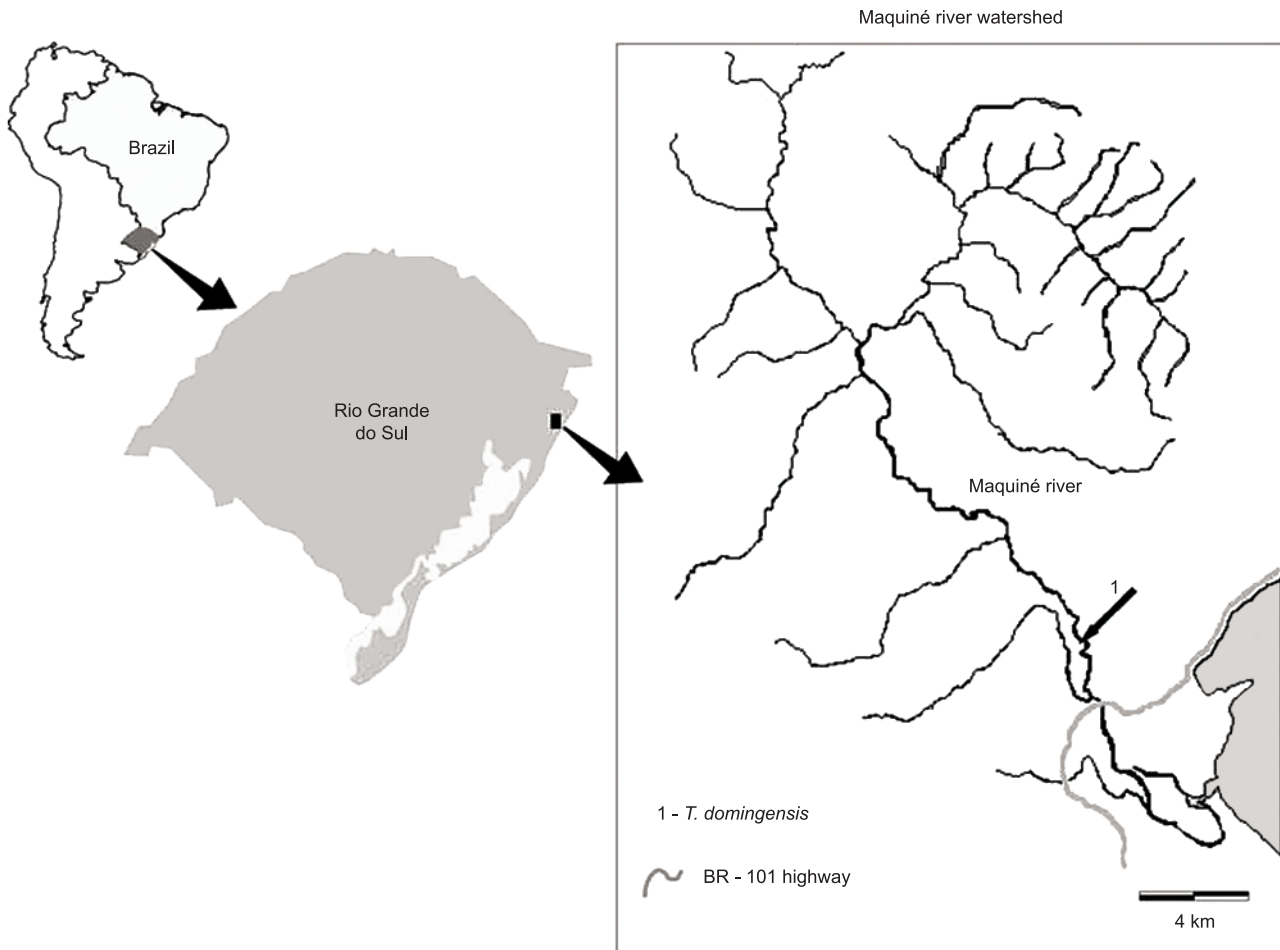 Maquiné river watershed
Brazil
Rio Grande
do Sul
Maquiné river
1
1 - T. domingensis
BR - 101 highway
4 km